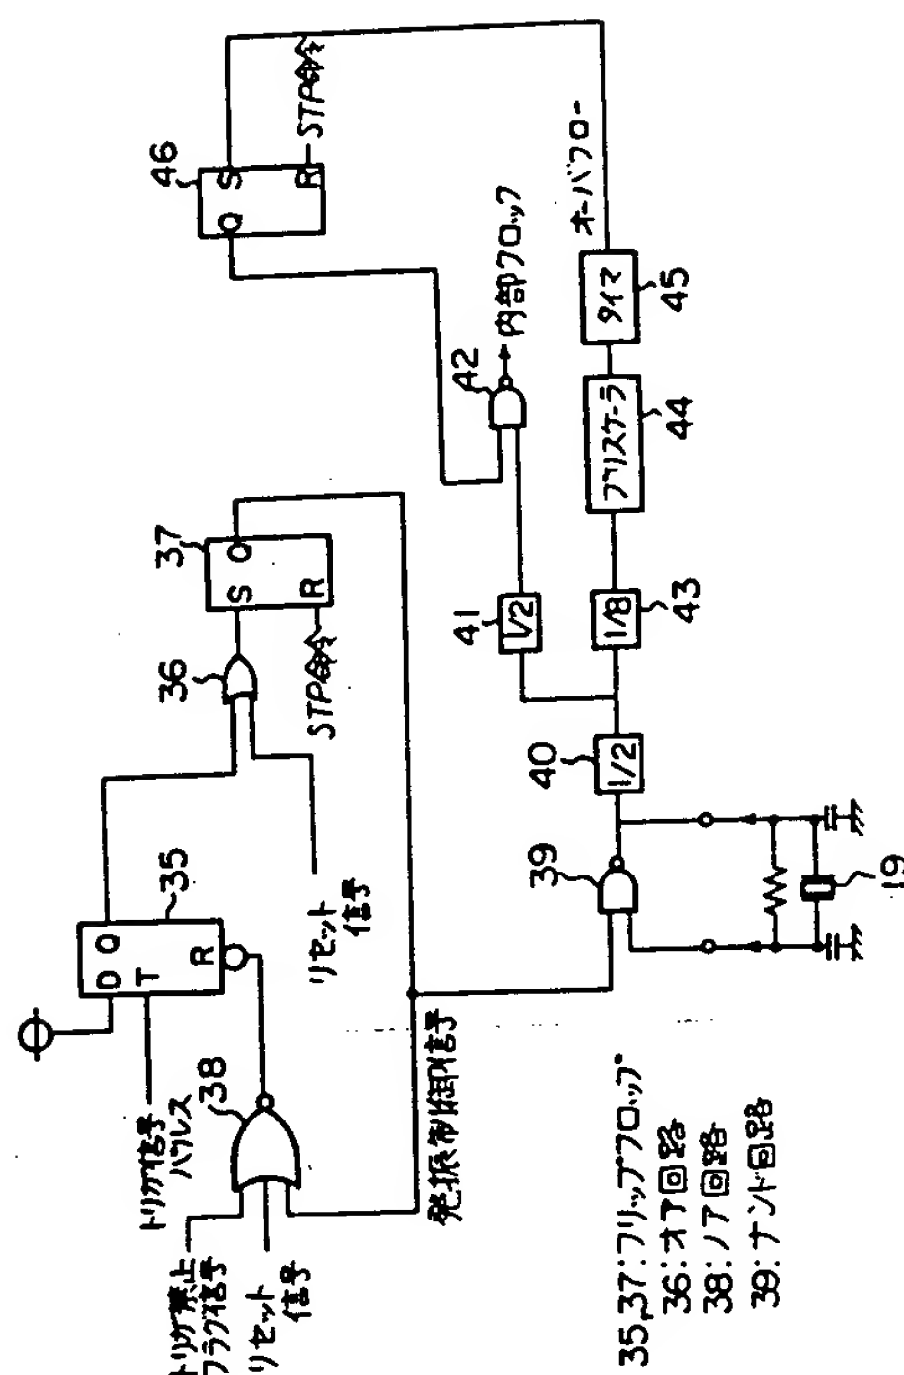 トリガ禁止
フラグ信号
リセット
信号
トリガ信号
パルス
38
D
Q
T
R
35
リセット
信号
36
37
S
Q
R
STP命令
発振制御信号
39
19
40
1/2
41
1/2
1/8
43
42
内部クロック
プリスケーラ
44
タイマ
45
オーバフロー
46
Q
S
R
STP命令
35,37:フリップフロップ
36:オア回路
38:ノア回路
39:ナンド回路